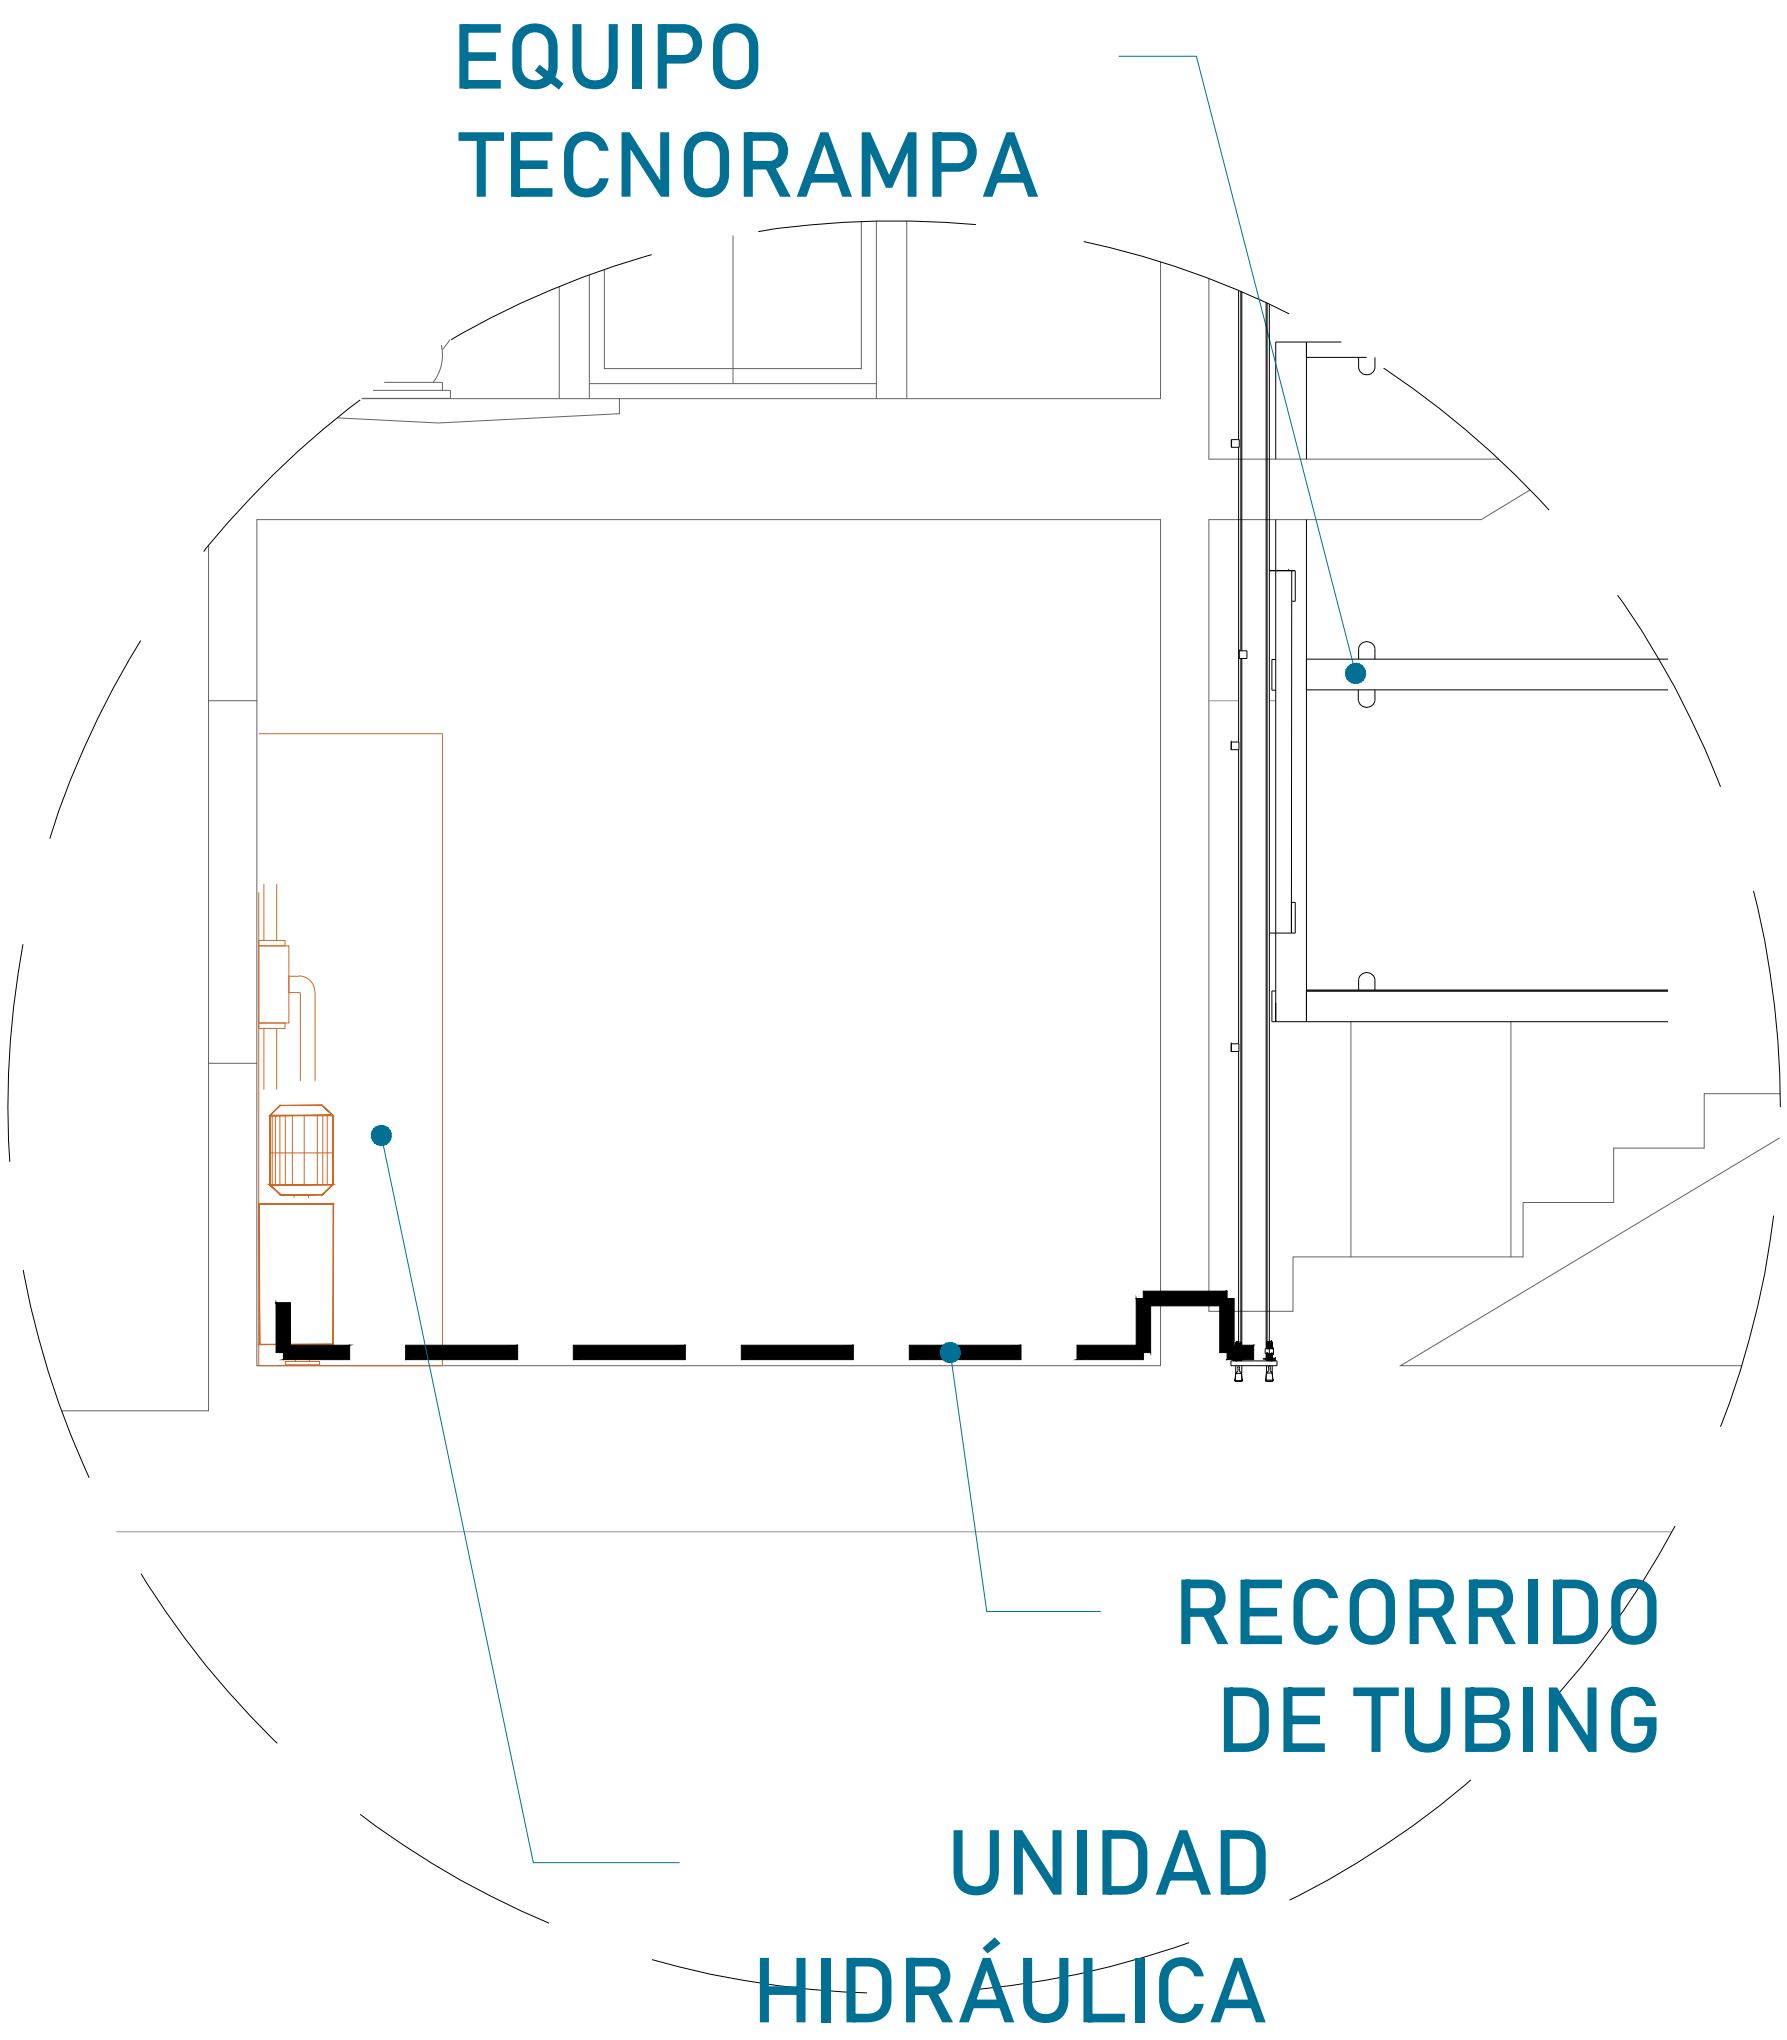 EQUIPO
TECNORAMPA
RECORRIDO
DE TUBING
UNIDAD
HIDRÁULICA